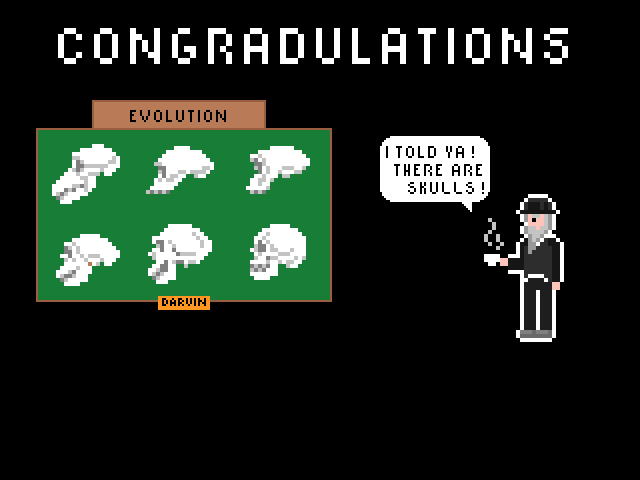 CONGRADULATIONS
EVOLUTION
I TOLD YA!
THERE ARE
SKULLS!
DARVIN